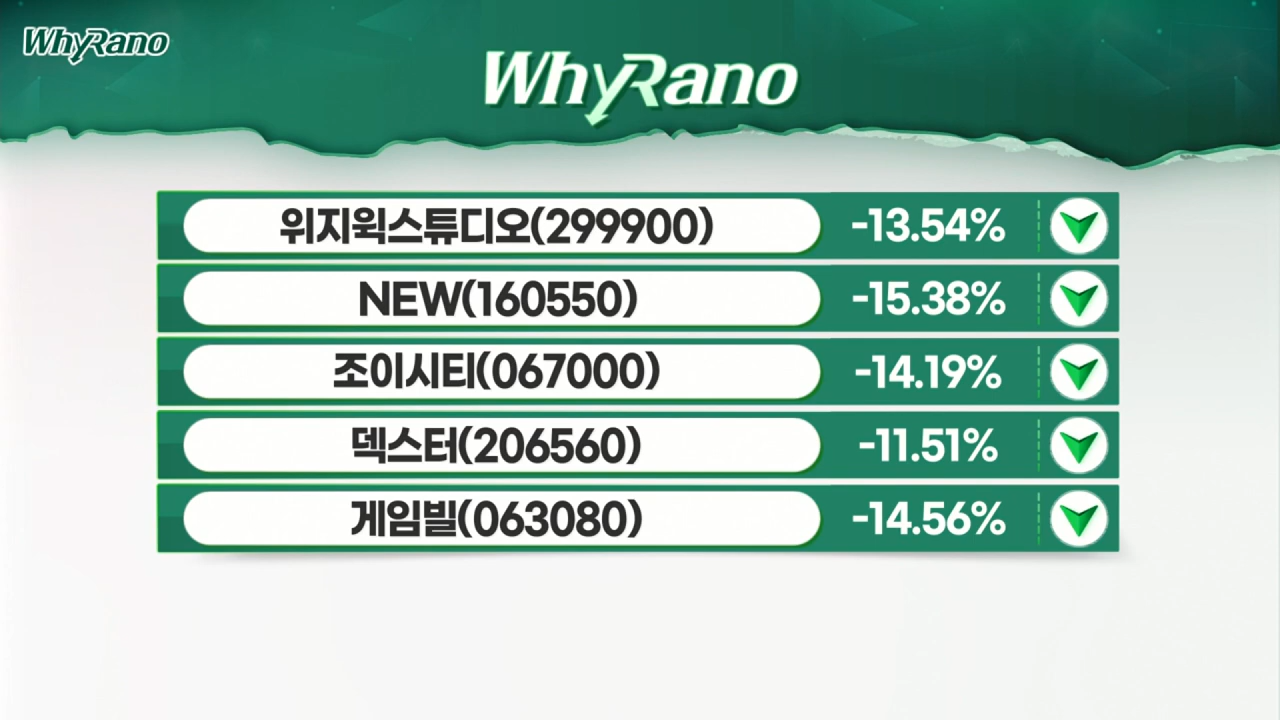 WhyRano
WhyRano
위지윅스튜디오(299900) -13.54%
NEW(160550) -15.38%
조이시티(067000) -14.19%
덱스터(206560) -11.51%
게임빌(063080) -14.56%